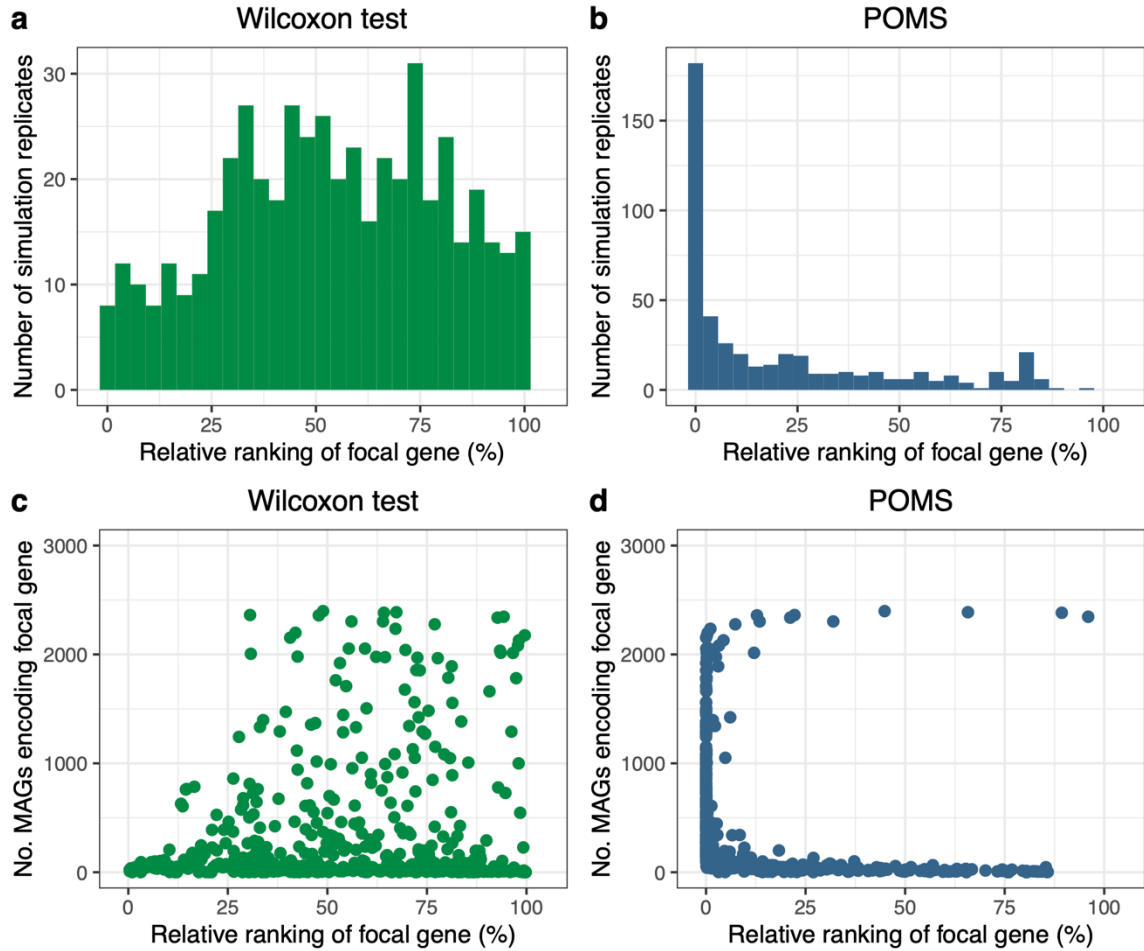 a
Wilcoxon test
Number of simulation replicates
30
20
10
0
0 25 50 75 100
Relative ranking of focal gene (%)
b
POMS
Number of simulation replicates
150
100
50
0
0 25 50 75 100
Relative ranking of focal gene (%)
c
Wilcoxon test
No. MAGs encoding focal gene
3000
2000
1000
0
0 25 50 75 100
Relative ranking of focal gene (%)
d
POMS
No. MAGs encoding focal gene
3000
2000
1000
0
0 25 50 75 100
Relative ranking of focal gene (%)